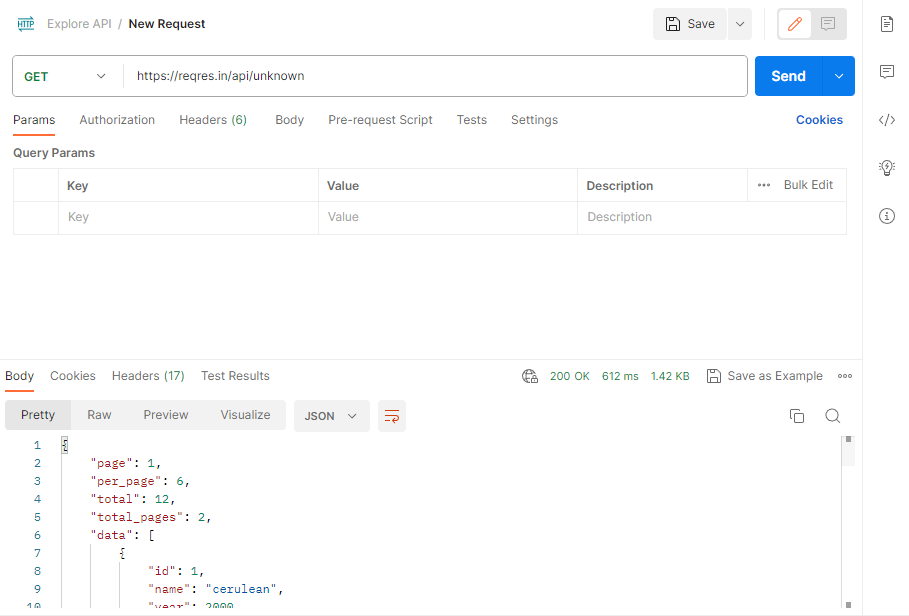 HTTP Explore API / New Request Save
GET https://reqres.in/api/unknown Send
Params Authorization Headers (6) Body Pre-request Script Tests Settings Cookies
Query Params
Key Value Description ••• Bulk Edit
Key Value Description
Body Cookies Headers (17) Test Results 200 OK 612 ms 1.42 KB Save as Example
Pretty Raw Preview Visualize JSON
1 {
2 "page": 1,
3 "per_page": 6,
4 "total": 12,
5 "total_pages": 2,
6 "data": [
7 {
8 "id": 1,
9 "name": "cerulean",
10 "year": 2000